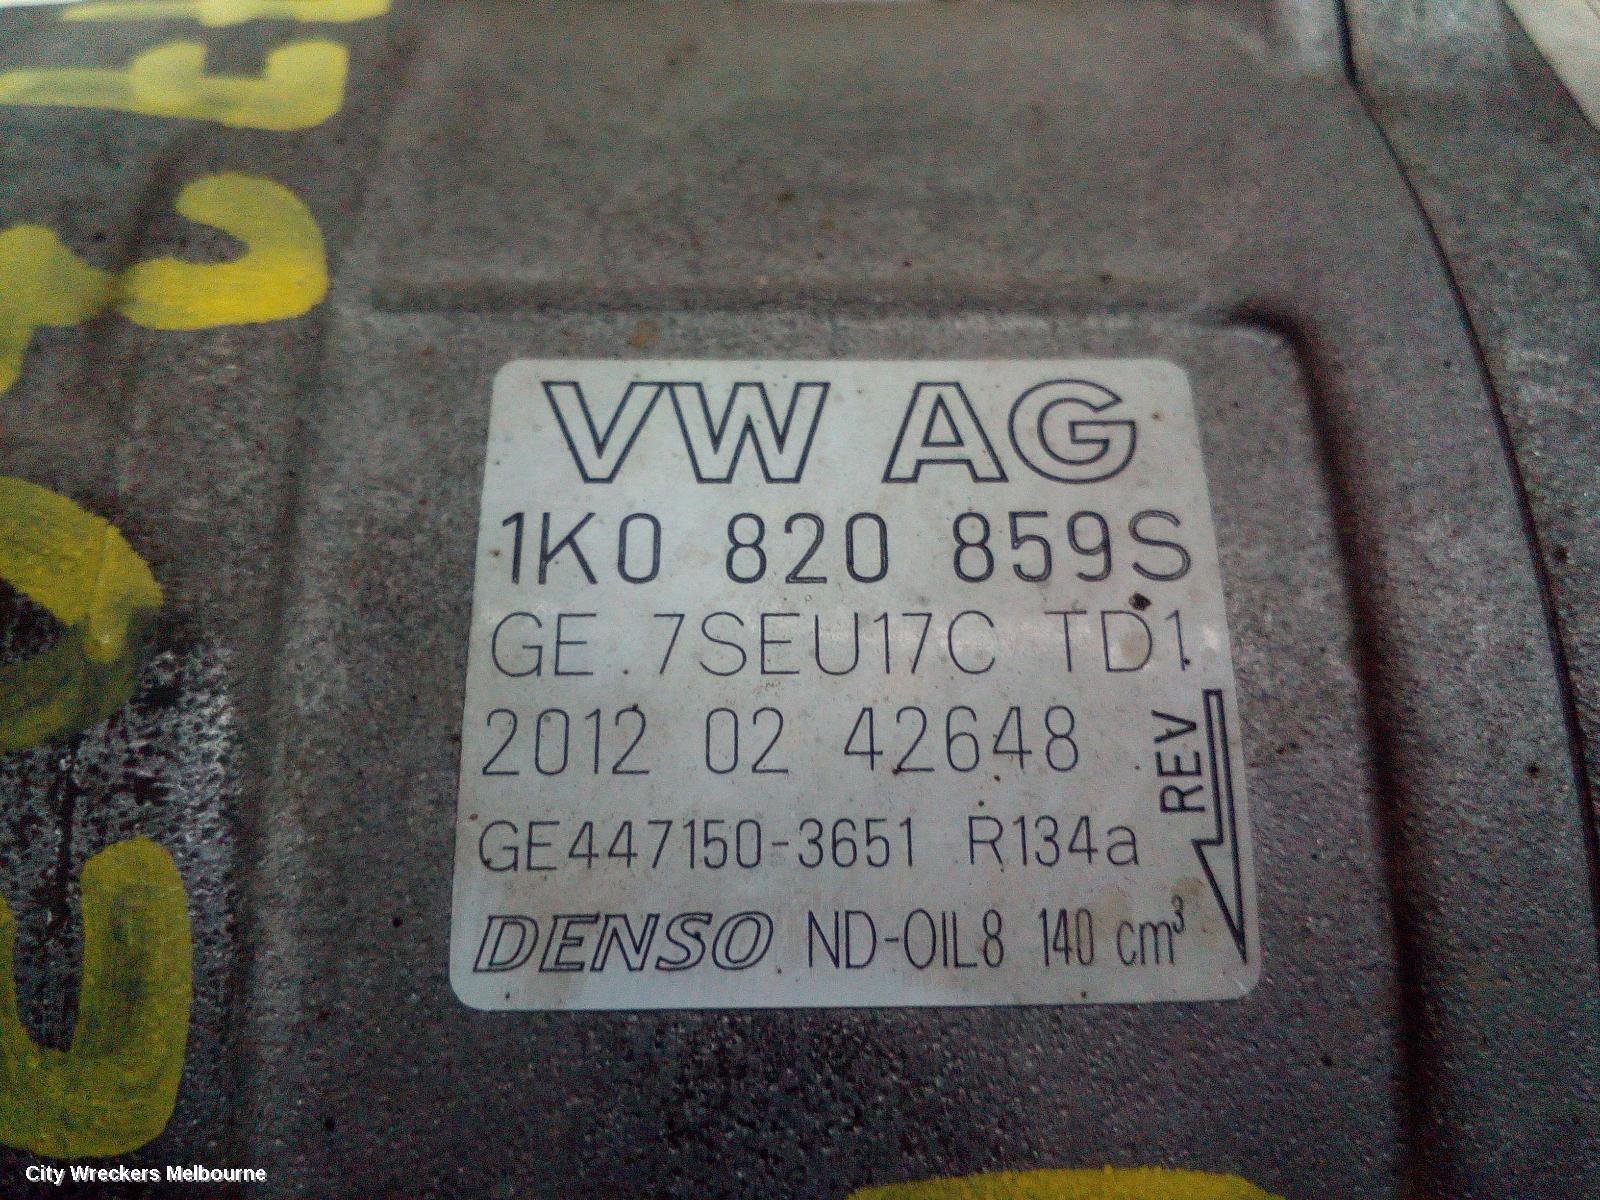 VW AG
1K0 820 859S
GE 7SEU17C TD1
2012 02 42648
REV
GE447150-3651 R134a
DENSO ND-OIL8 140 cm³
City Wreckers Melbourne